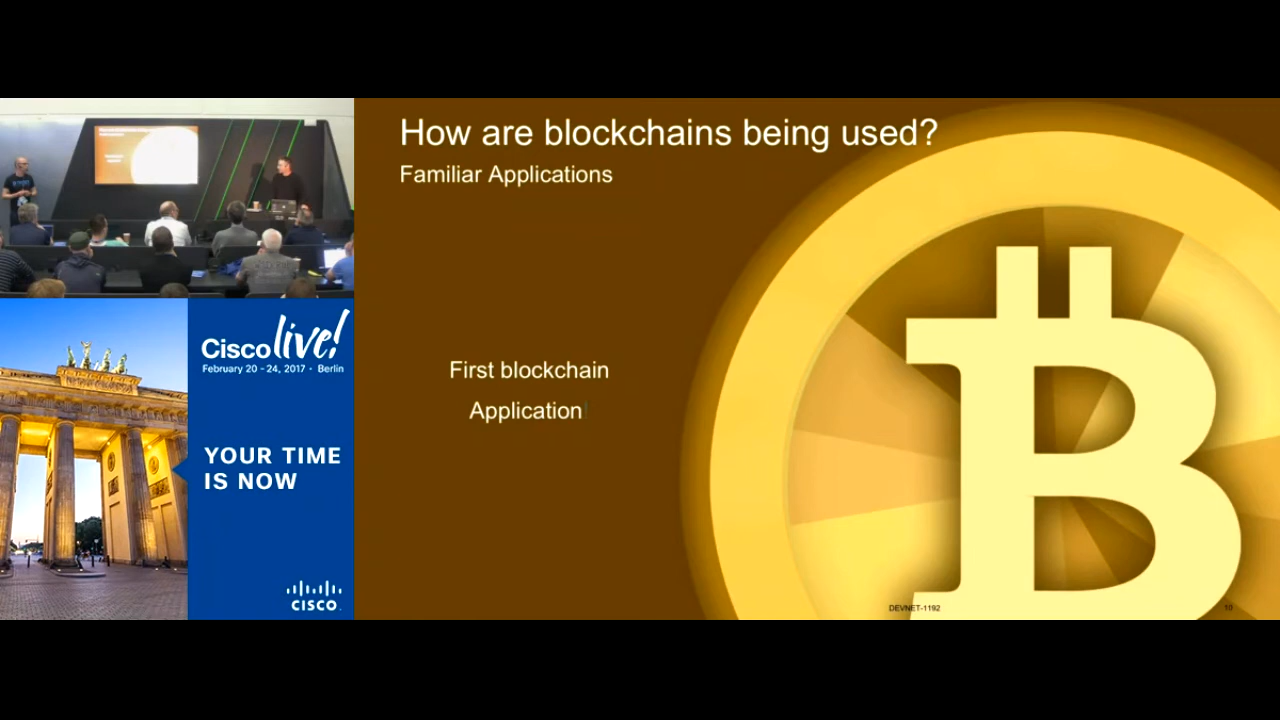 How are blockchains being used?
Familiar Applications
First blockchain
Application
DEVNET-1192
10
Cisco live!
February 20 - 24, 2017 · Berlin
YOUR TIME
IS NOW
CISCO